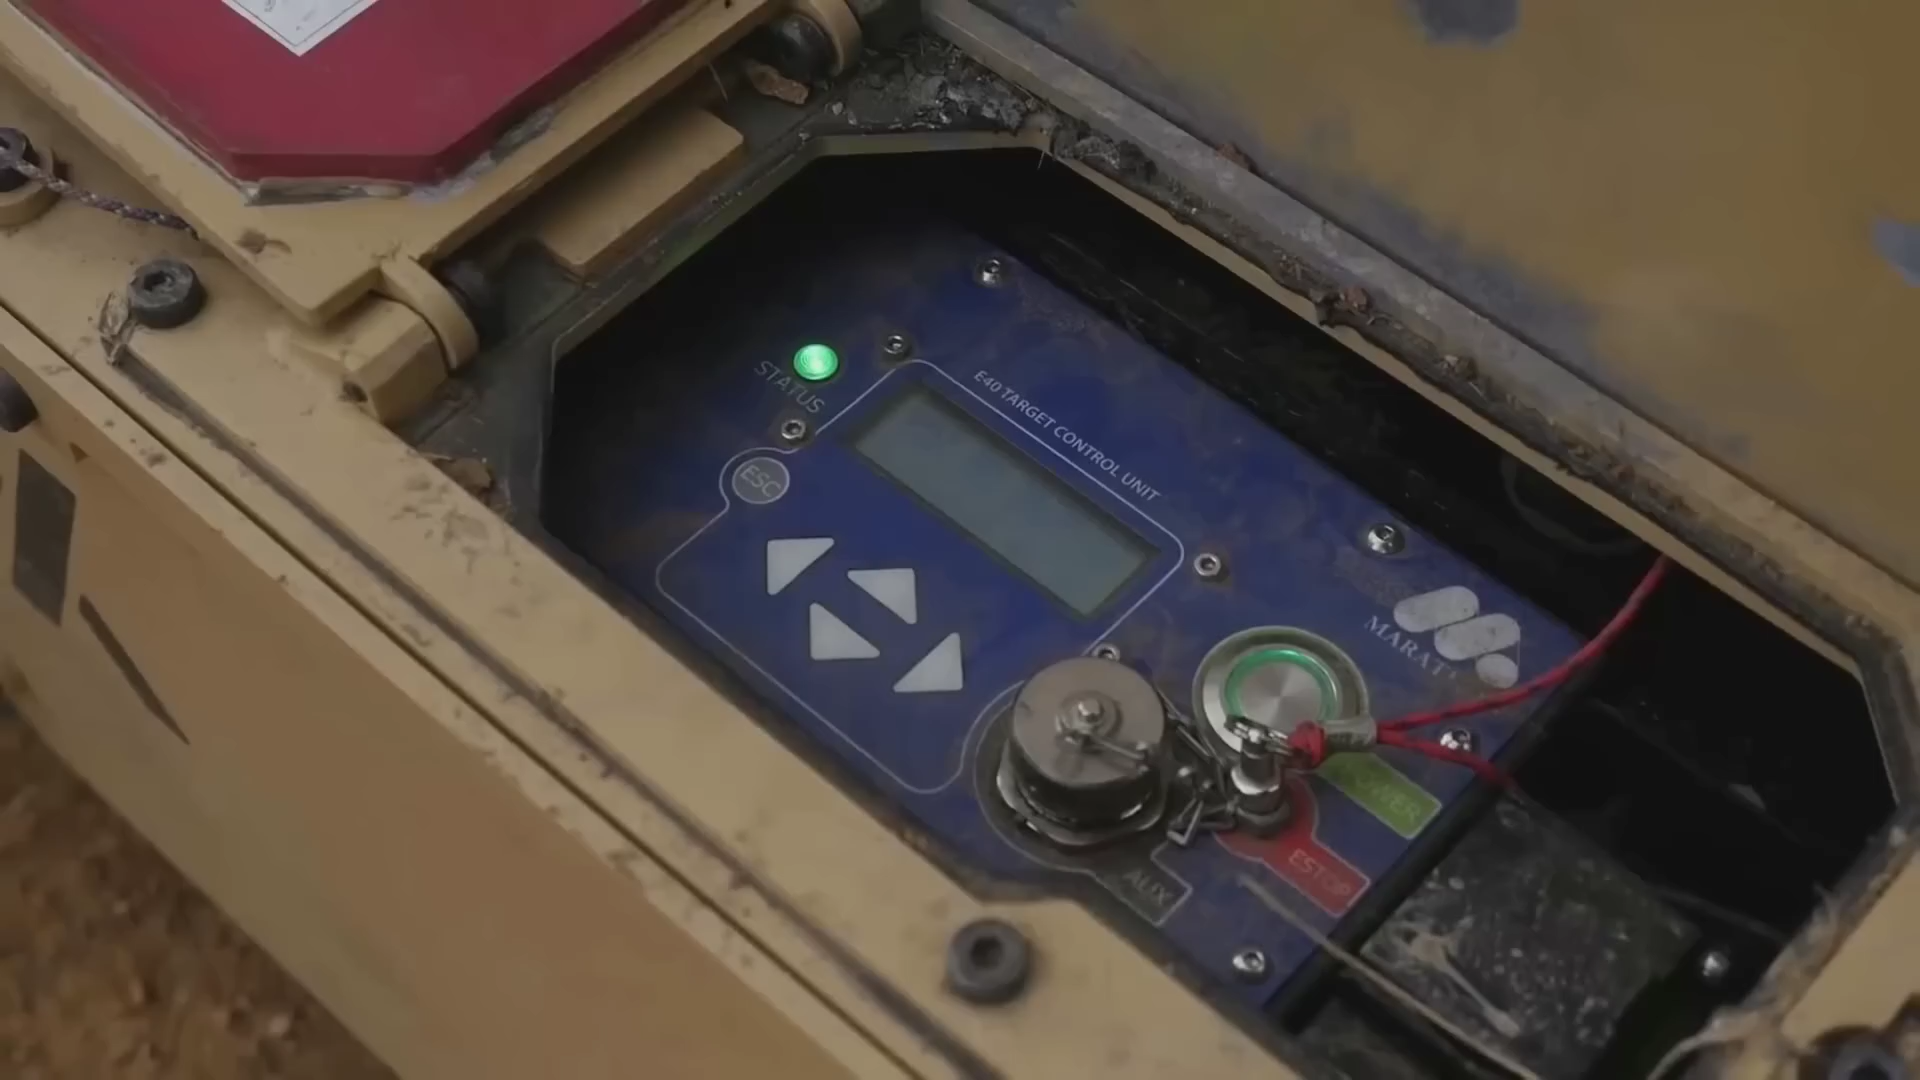 STATUS
E40 TARGET CONTROL UNIT
ESC
MARAT
POWER
ESTOP
AUX